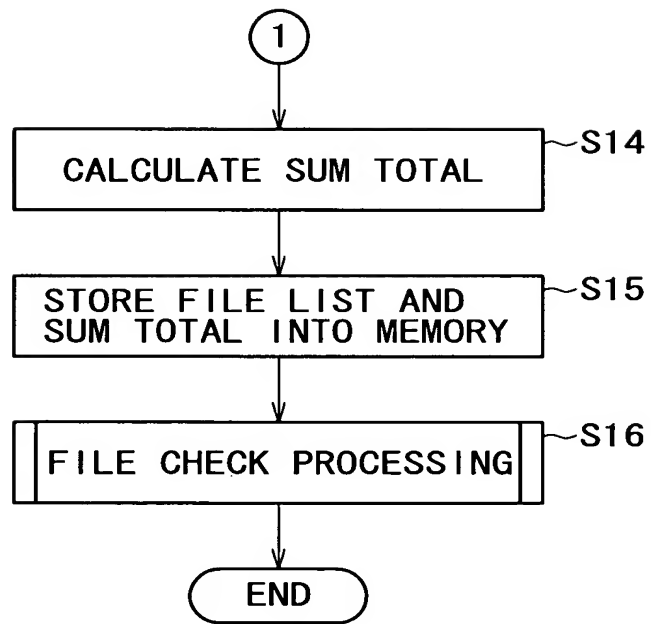 1
CALCULATE SUM TOTAL
S14
STORE FILE LIST AND
SUM TOTAL INTO MEMORY
S15
FILE CHECK PROCESSING
S16
END